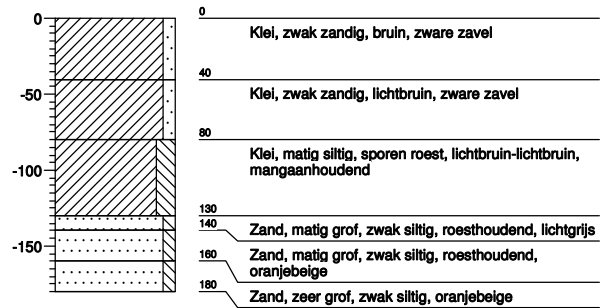 0
0
Klei, zwak zandig, bruin, zware zavel
40
-50
Klei, zwak zandig, lichtbruin, zware zavel
80
-100
Klei, matig siltig, sporen roest, lichtbruin-lichtbruin,
mangaanhoudend
130
140
Zand, matig grof, zwak siltig, roesthoudend, lichtgrijs
-150
160
Zand, matig grof, zwak siltig, roesthoudend,
oranjebeige
180
Zand, zeer grof, zwak siltig, oranjebeige